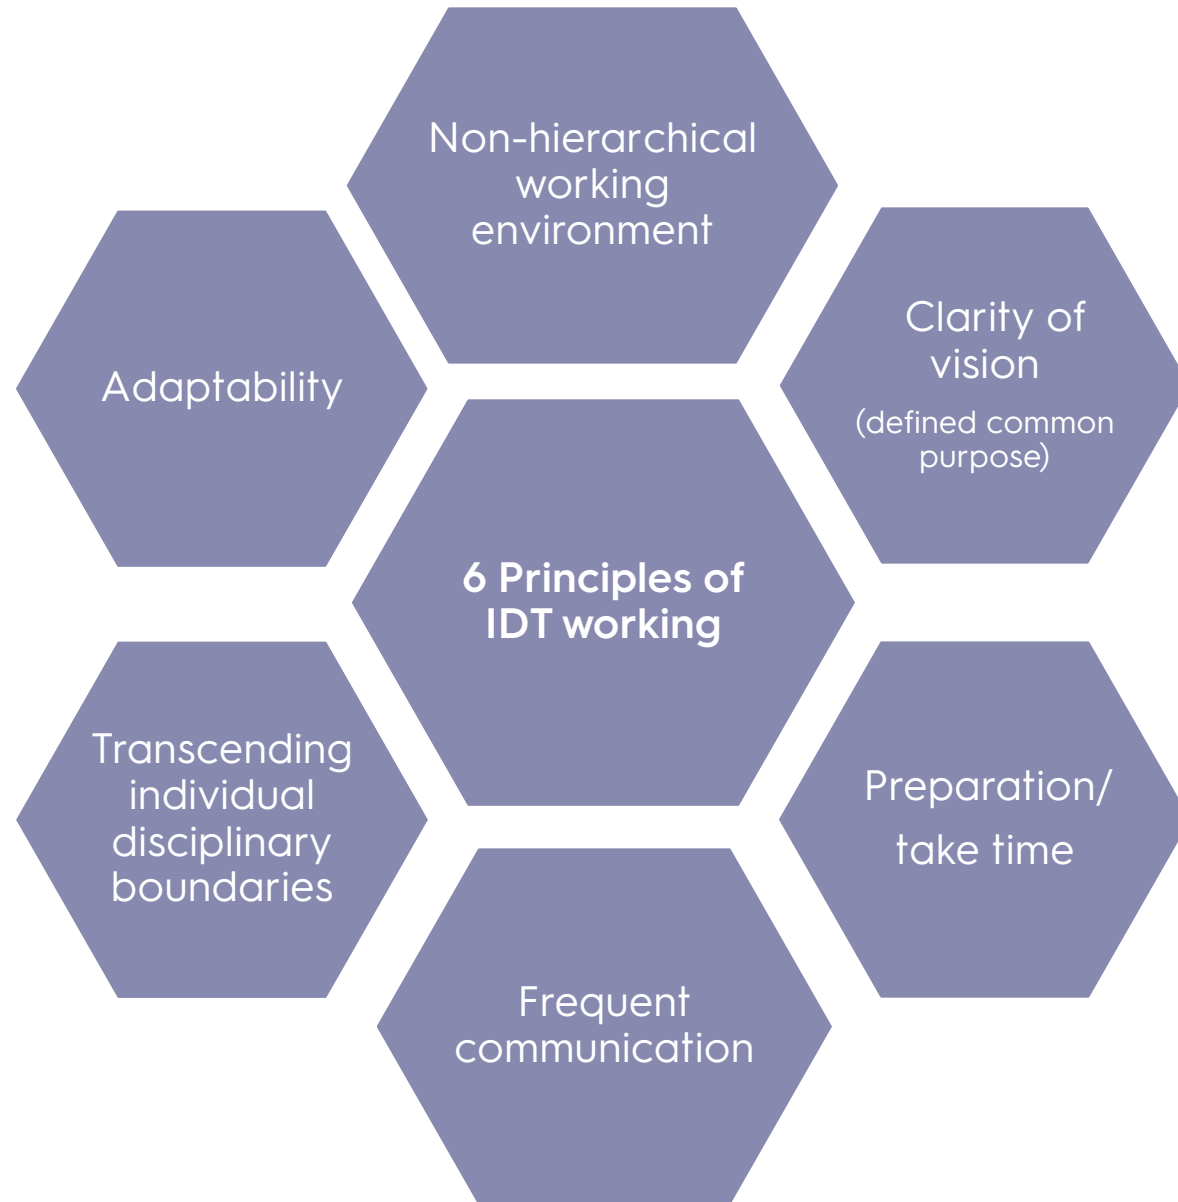 Non-hierarchical
working
environment
Clarity of
vision
(defined common
purpose)
Adaptability
6 Principles of
IDT working
Transcending
individual
disciplinary
boundaries
Preparation/
take time
Frequent
communication